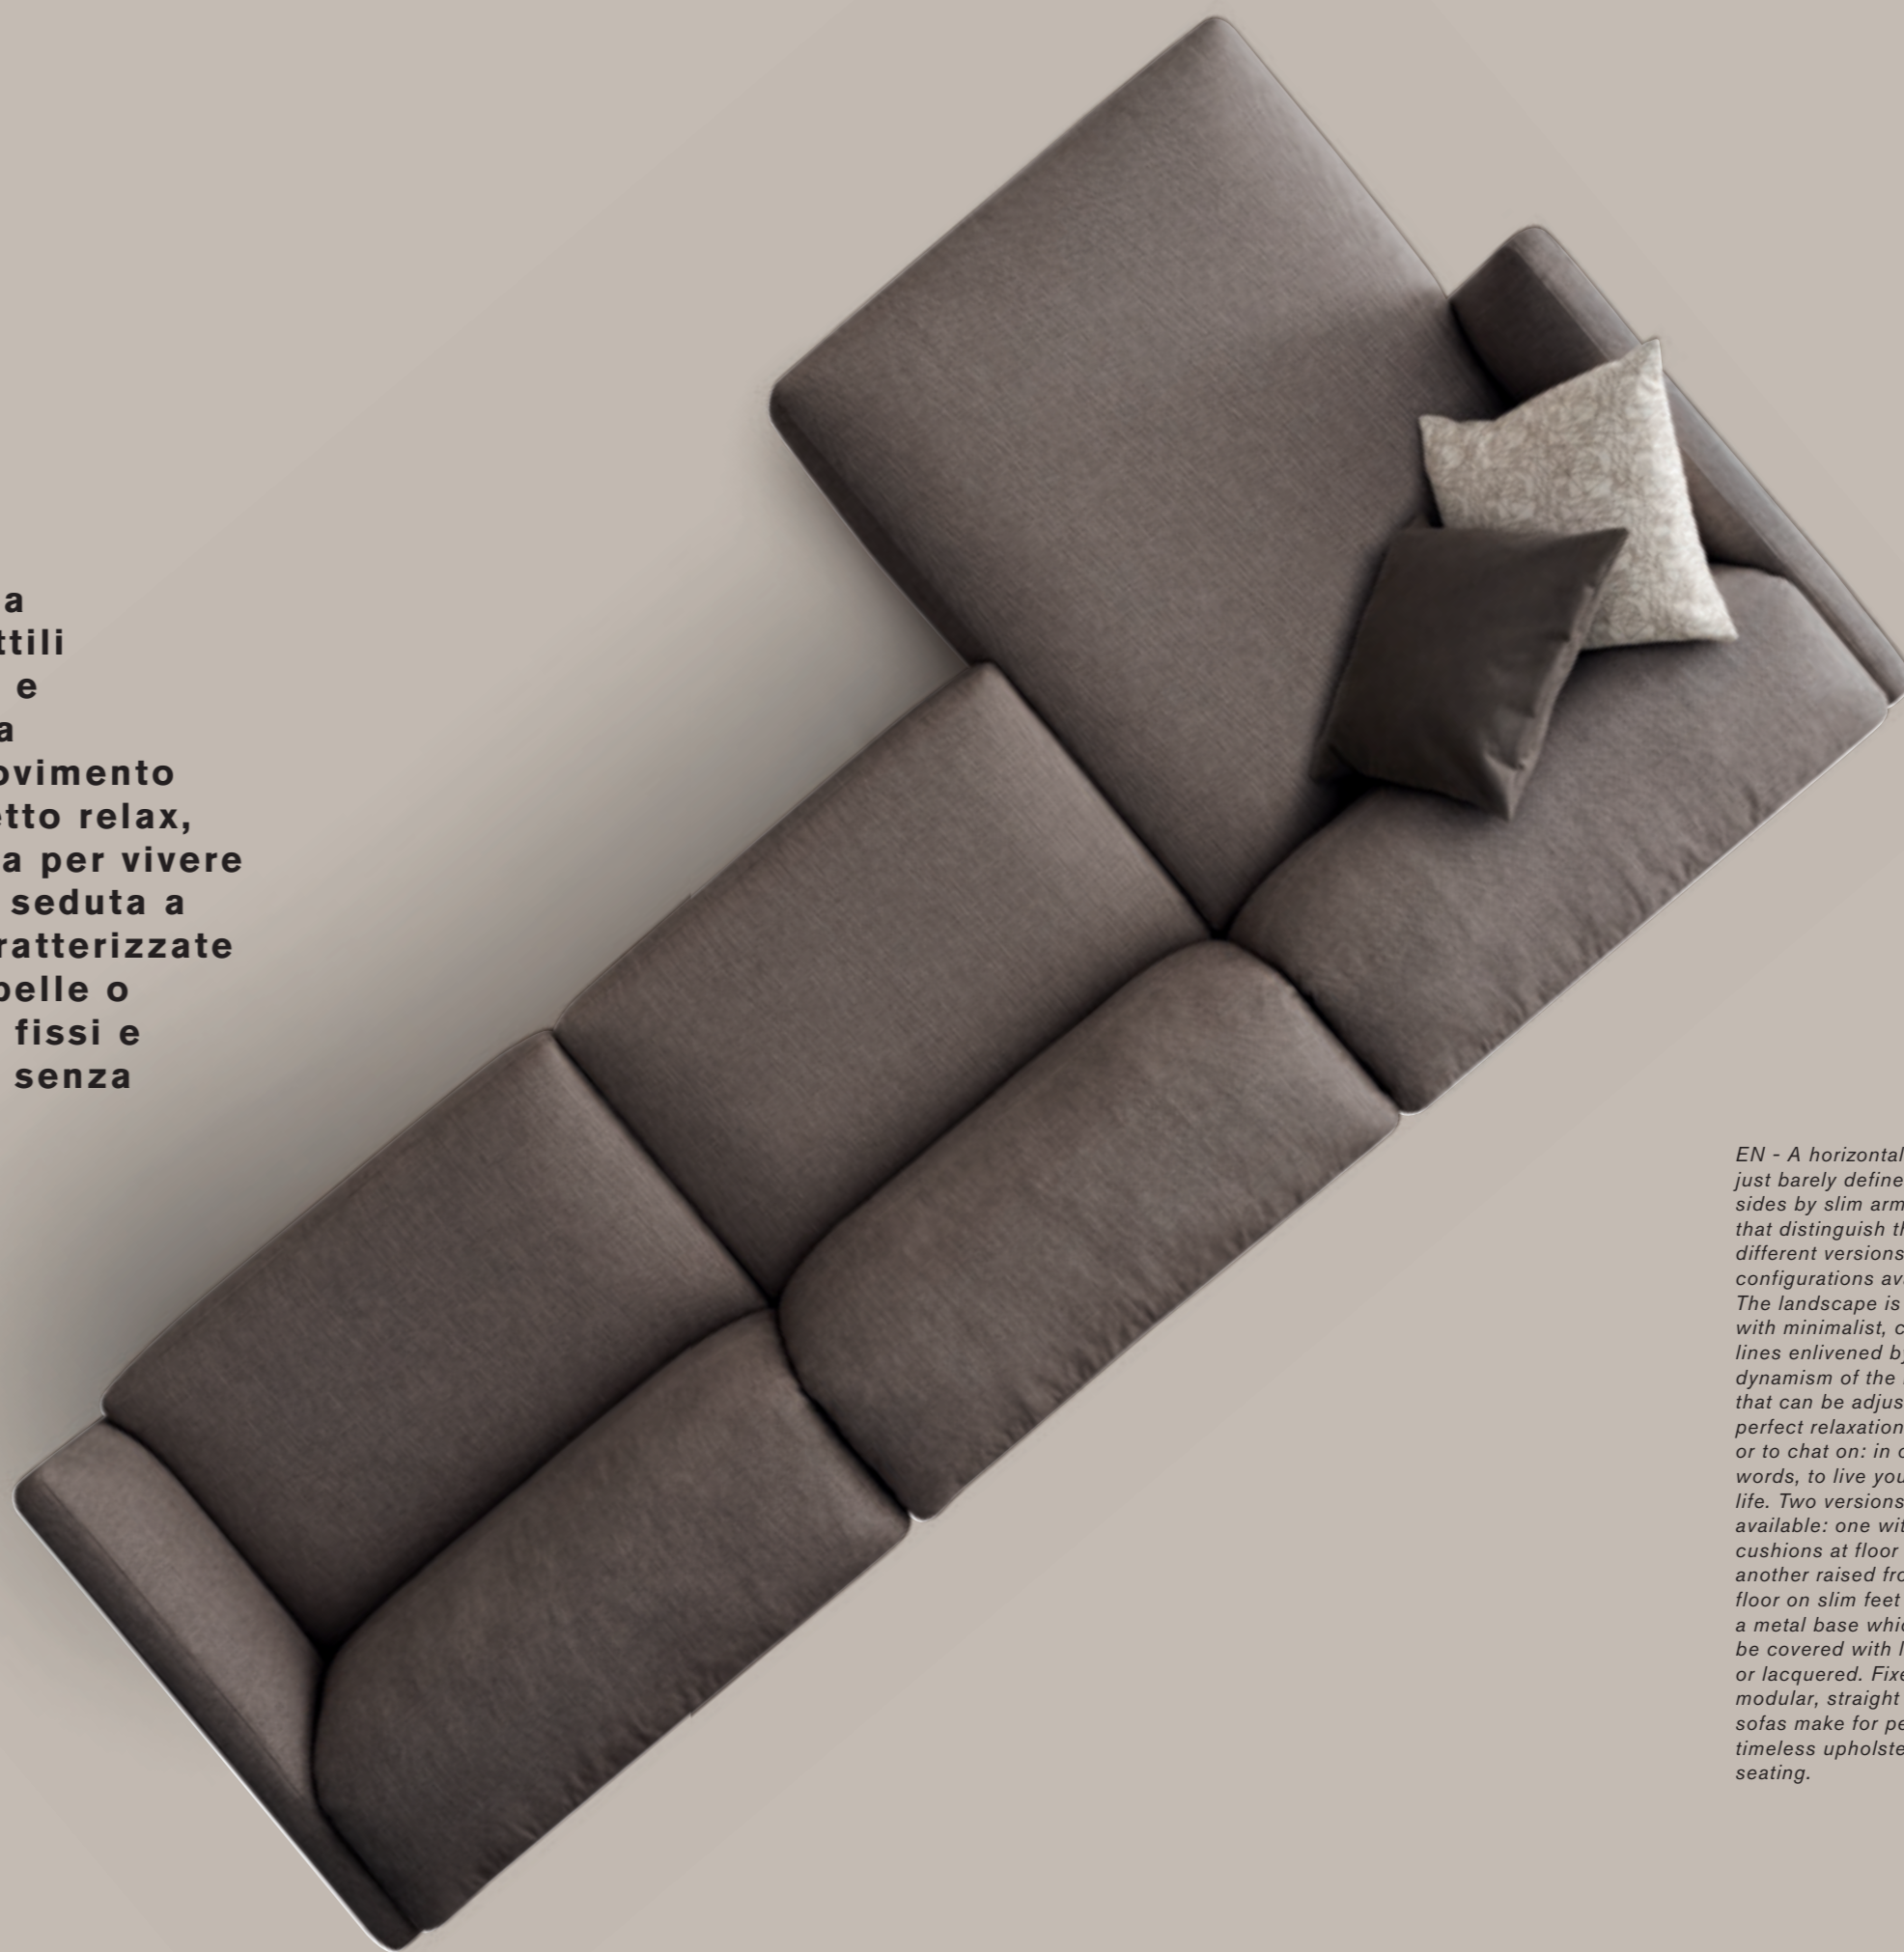 a
ttili
e
a
ovimento
etto relax,
a per vivere
seduta a
ratterizzate
pelle o
fissi e
senza
EN - A horizontal
just barely define
sides by slim arm
that distinguish th
different versions
configurations ava
The landscape is
with minimalist, c
lines enlivened by
dynamism of the
that can be adjus
perfect relaxation
or to chat on: in o
words, to live you
life. Two versions
available: one wit
cushions at floor
another raised fro
floor on slim feet
a metal base whic
be covered with l
or lacquered. Fixe
modular, straight
sofas make for pe
timeless upholste
seating.